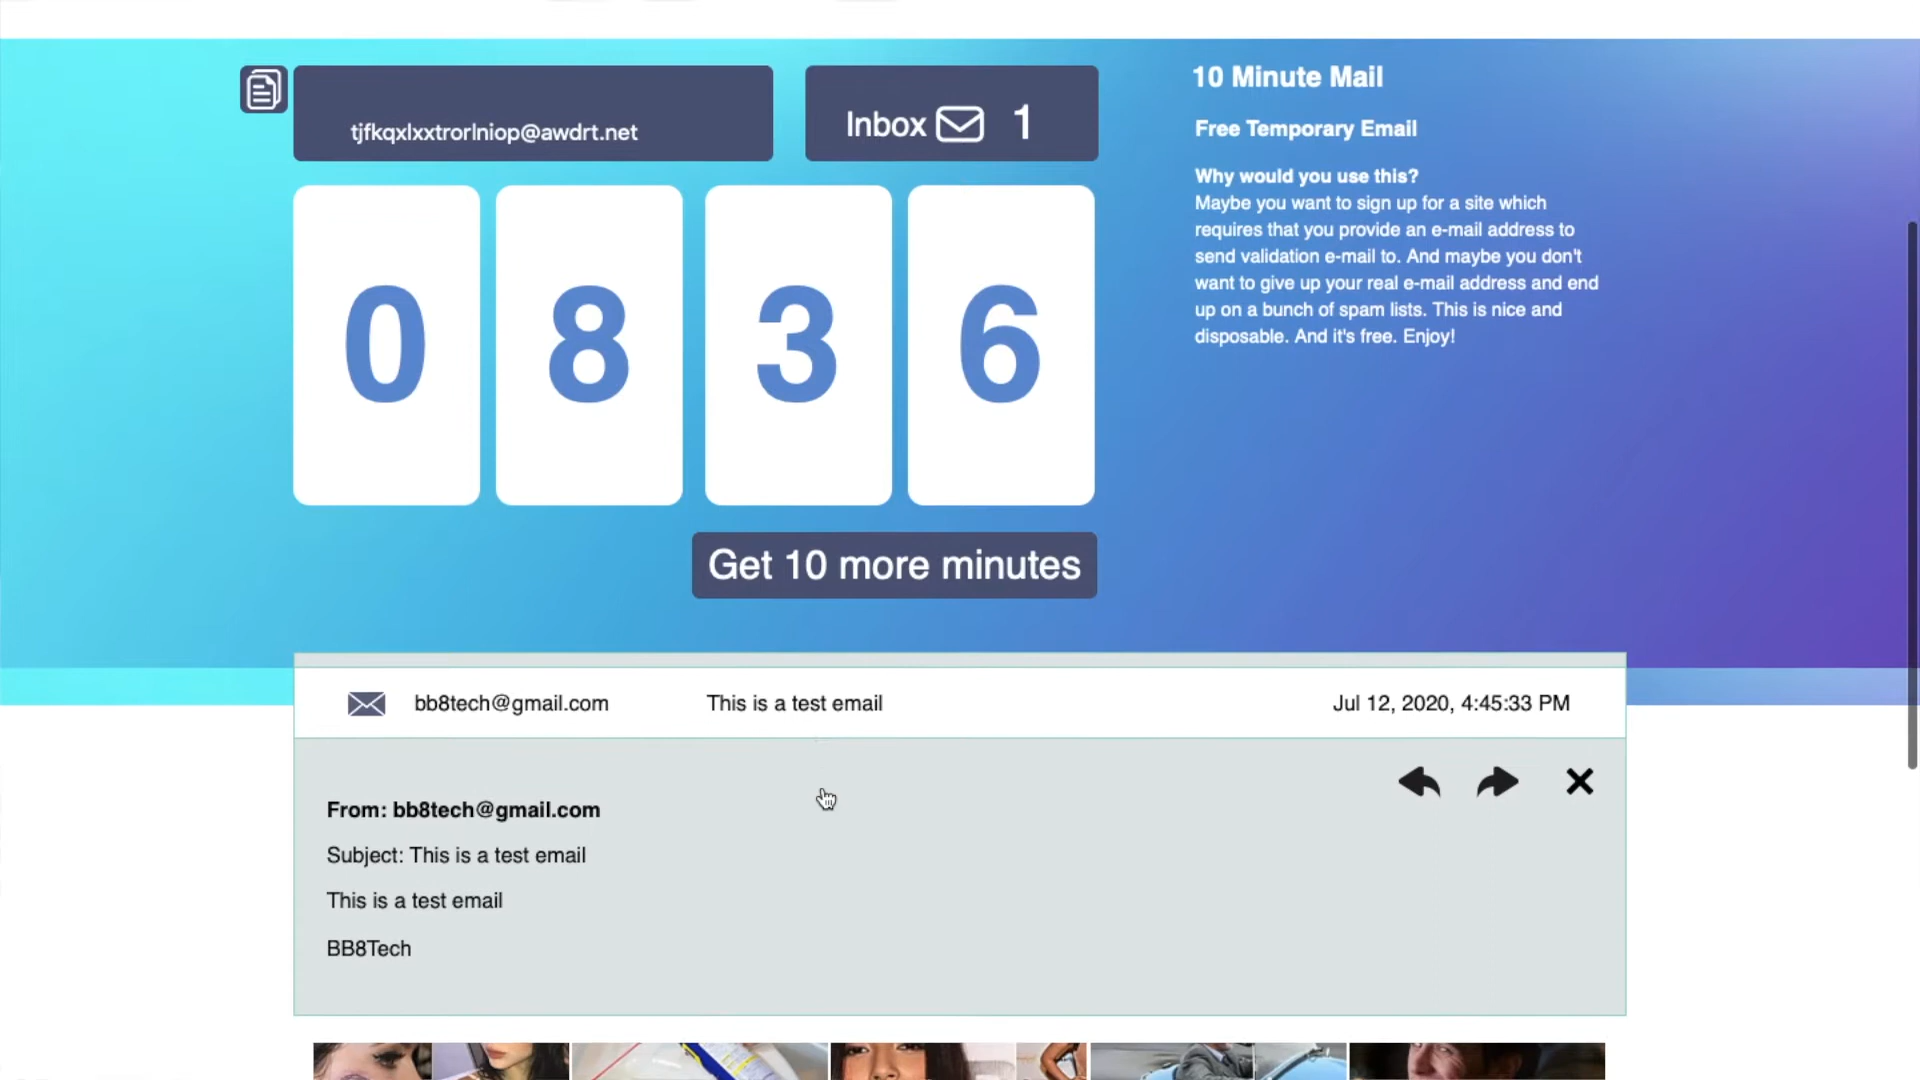 tjfkqxlxxtrorlniop@awdrt.net
Inbox 1
0 8 3 6
Get 10 more minutes
10 Minute Mail
Free Temporary Email
Why would you use this?
Maybe you want to sign up for a site which
requires that you provide an e-mail address to
send validation e-mail to. And maybe you don't
want to give up your real e-mail address and end
up on a bunch of spam lists. This is nice and
disposable. And it's free. Enjoy!
bb8tech@gmail.com This is a test email Jul 12, 2020, 4:45:33 PM
From: bb8tech@gmail.com
Subject: This is a test email
This is a test email
BB8Tech